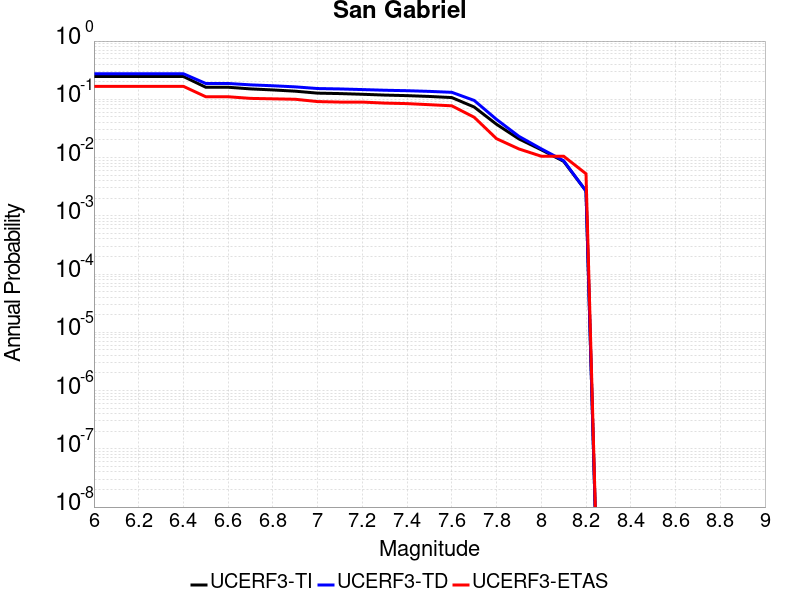 San Gabriel
Annual Probability
10^0
10^-1
10^-2
10^-3
10^-4
10^-5
10^-6
10^-7
10^-8
6 6.2 6.4 6.6 6.8 7 7.2 7.4 7.6 7.8 8 8.2 8.4 8.6 8.8 9
Magnitude
UCERF3-TI UCERF3-TD UCERF3-ETAS